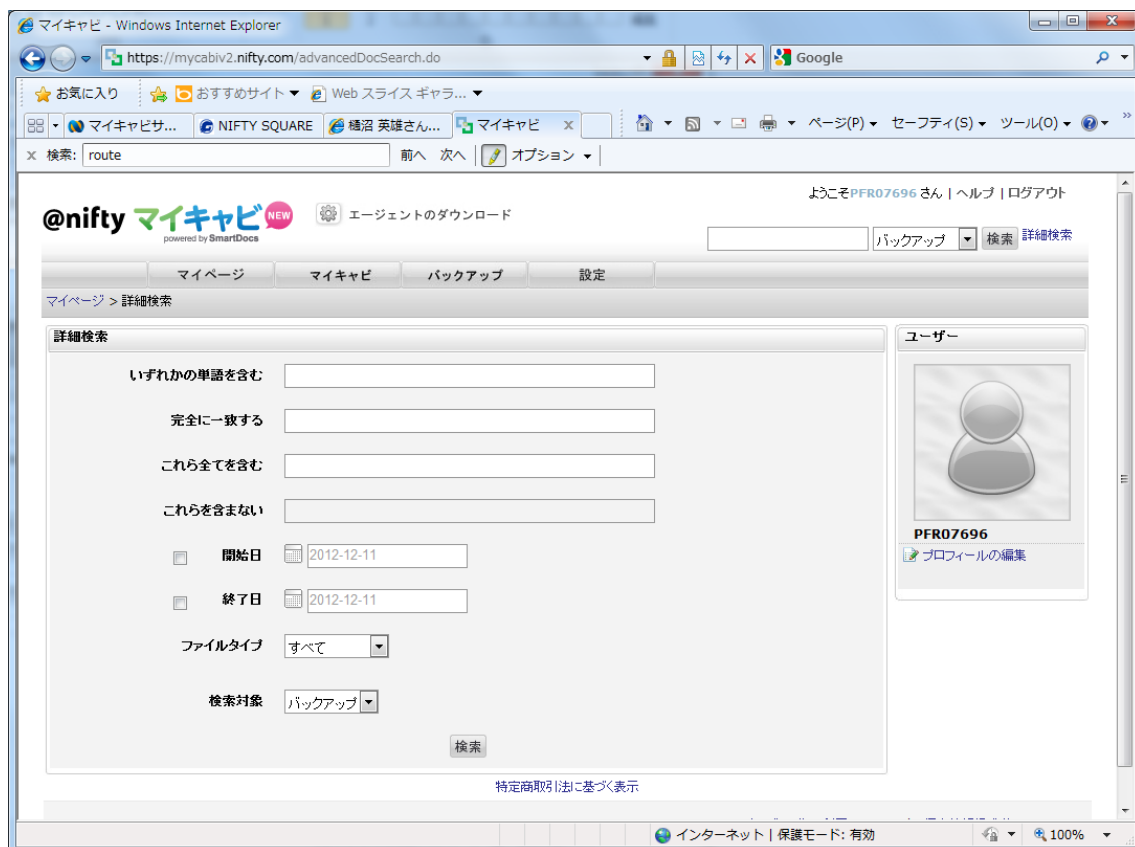 マイキャビ - Windows Internet Explorer
https://mycabiv2.nifty.com/advancedDocSearch.do
Google
お気に入り おすすめサイト ▼ Web スライス ギャラ... ▼
マイキャビサ... NIFTY SQUARE 樋沼 英雄さん... マイキャビ x ページ(P) セーフティ(S) ツール(O) »
x 検索: route 前へ 次へ オプション
ようこそPFR07696 さん | ヘルプ | ログアウト
@nifty マイキャビ NEW エージェントのダウンロード
powered by SmartDocs
バックアップ 検索 詳細検索
マイページ マイキャビ バックアップ 設定
マイページ > 詳細検索
詳細検索
いずれかの単語を含む
完全に一致する
これら全てを含む
これらを含まない
開始日 2012-12-11
終了日 2012-12-11
ファイルタイプ すべて
検索対象 バックアップ
検索
ユーザー
PFR07696
プロフィールの編集
特定商取引法に基づく表示
インターネット | 保護モード: 有効 100%